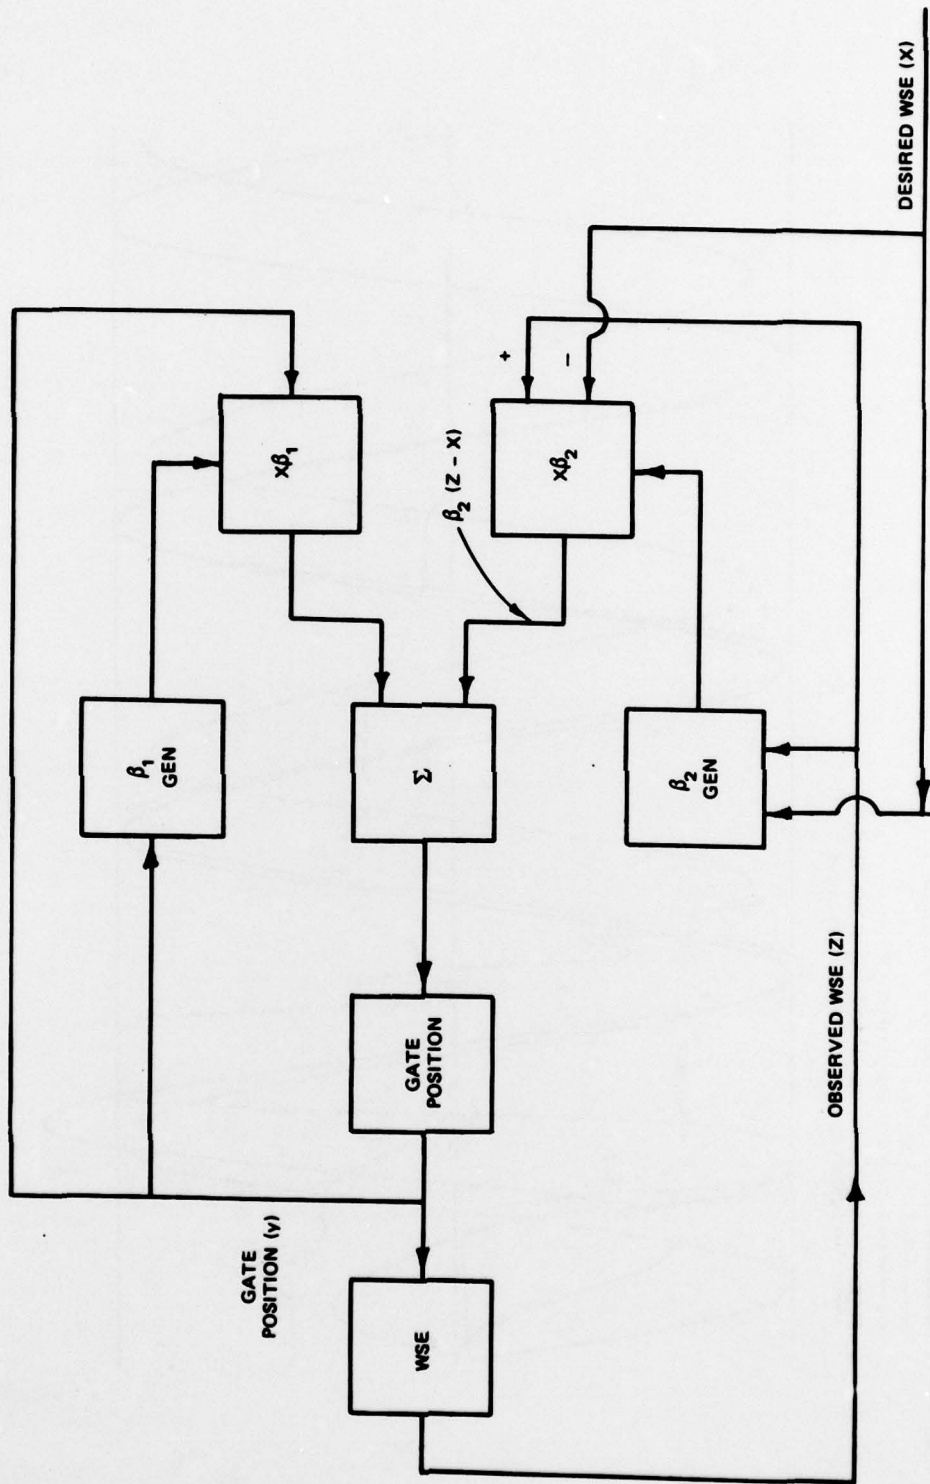 DESIRED WSE (X)
Xβ₁
+
−
Xβ₂
β₂ (Z − X)
β₁
GEN
Σ
β₂
GEN
GATE
POSITION
OBSERVED WSE (Z)
GATE
POSITION (y)
WSE